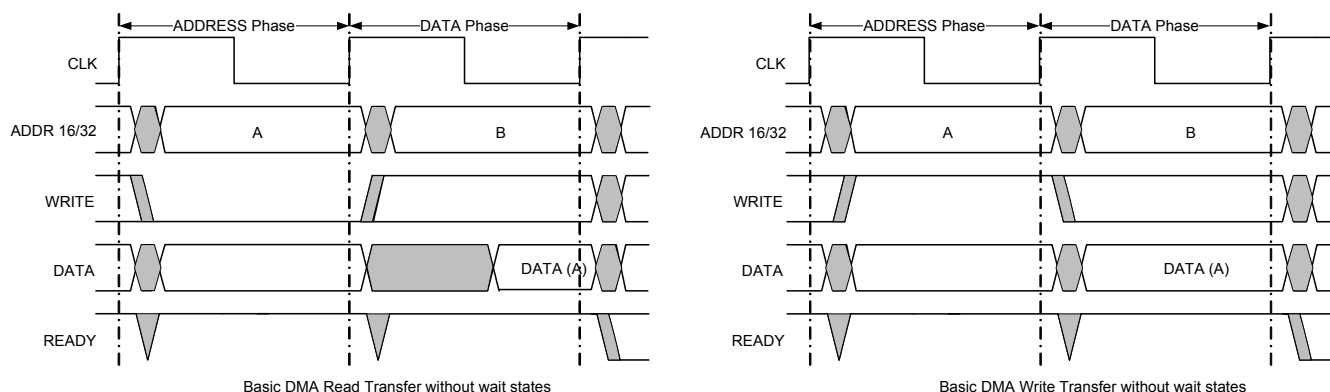 ADDRESS Phase
DATA Phase
CLK
ADDR 16/32
A
B
WRITE
DATA
DATA (A)
READY
Basic DMA Read Transfer without wait states
ADDRESS Phase
DATA Phase
CLK
ADDR 16/32
A
B
WRITE
DATA
DATA (A)
READY
Basic DMA Write Transfer without wait states